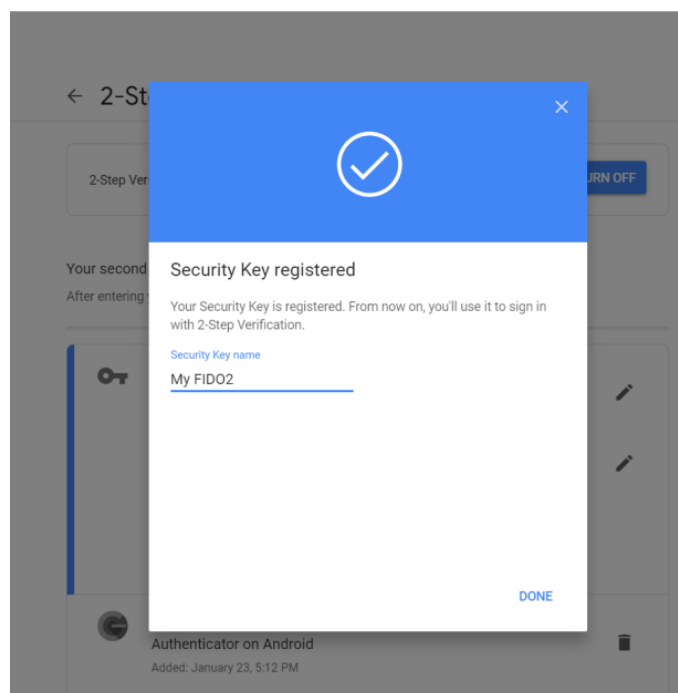 2-St
2-Step Ver
URN OFF
Security Key registered
Your second
After entering
Your Security Key is registered. From now on, you'll use it to sign in
with 2-Step Verification.
Security Key name
My FIDO2
DONE
Authenticator on Android
Added: January 23, 5:12 PM